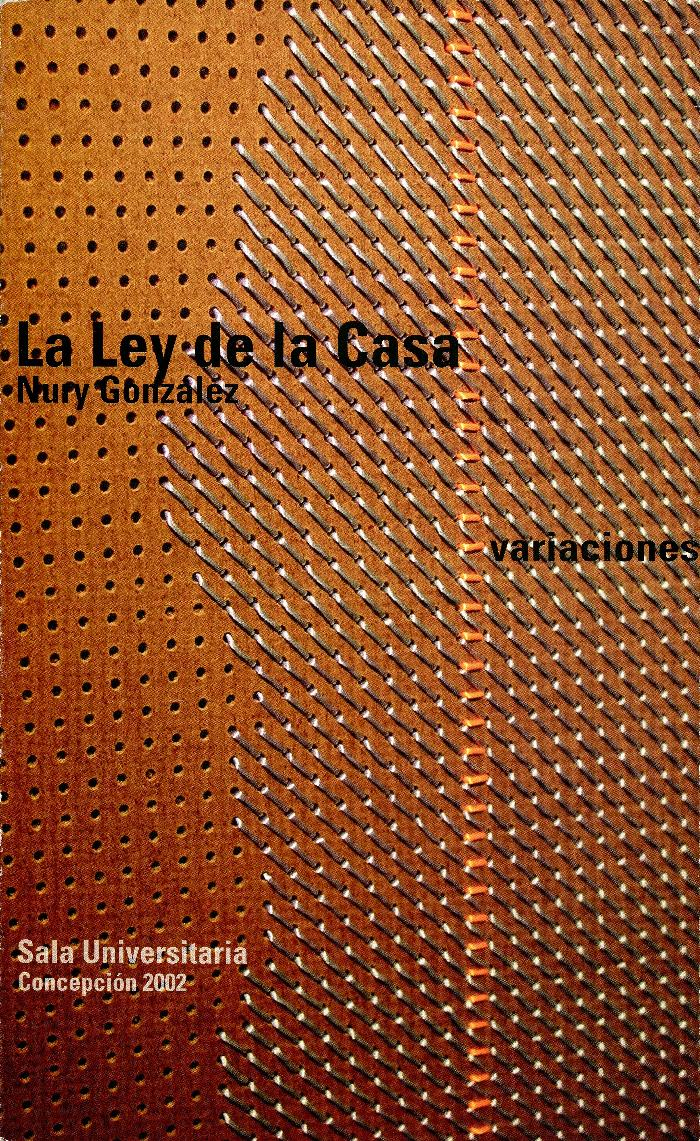 La Ley de la Casa
Nury González
variaciones
Sala Universitaria
Concepción 2002